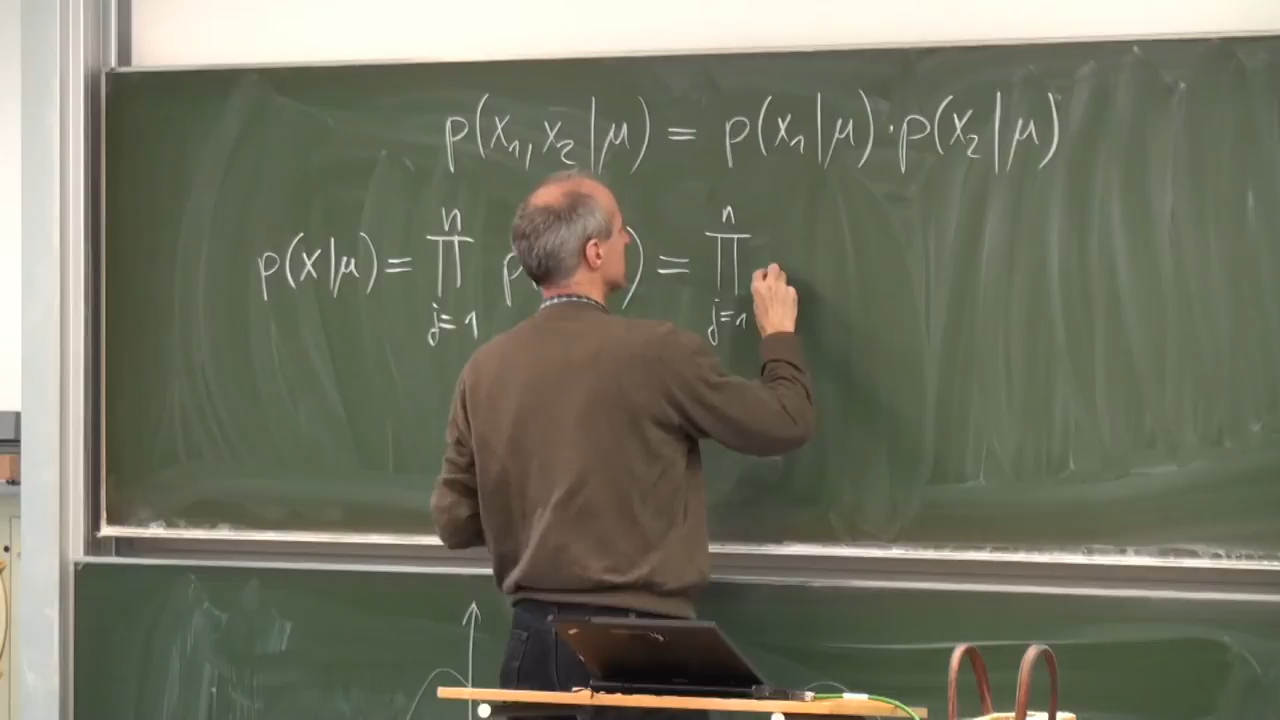 p(x₁, x₂ | μ) = p(x₁ | μ) · p(x₂ | μ)
p(x | μ) = ∏_{j=1}^{n} p( ) = ∏_{j=1}^{n}